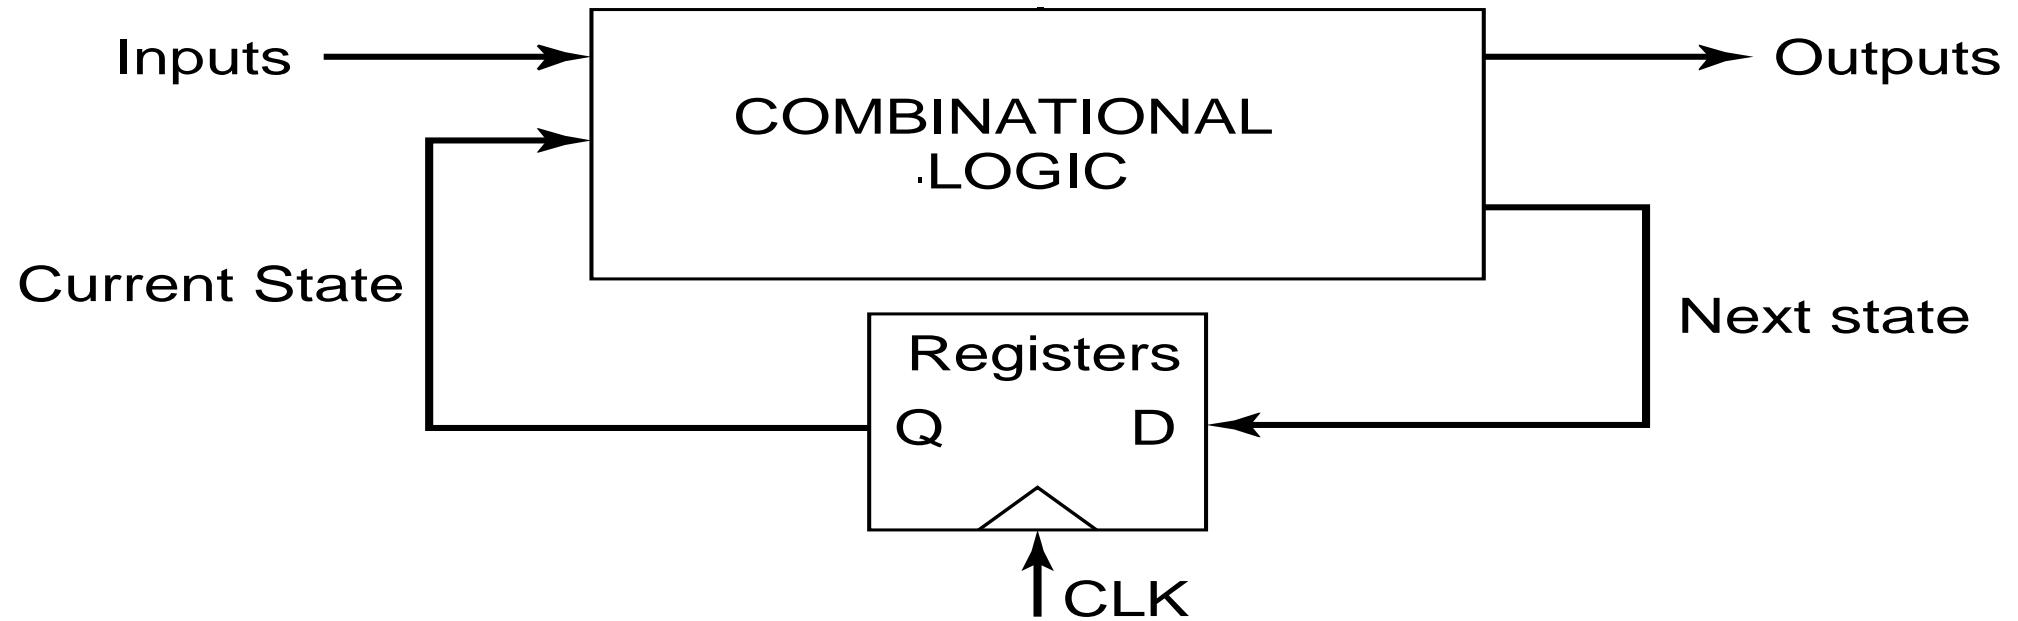 Inputs
Outputs
COMBINATIONAL
LOGIC
Current State
Next state
Registers
Q D
CLK